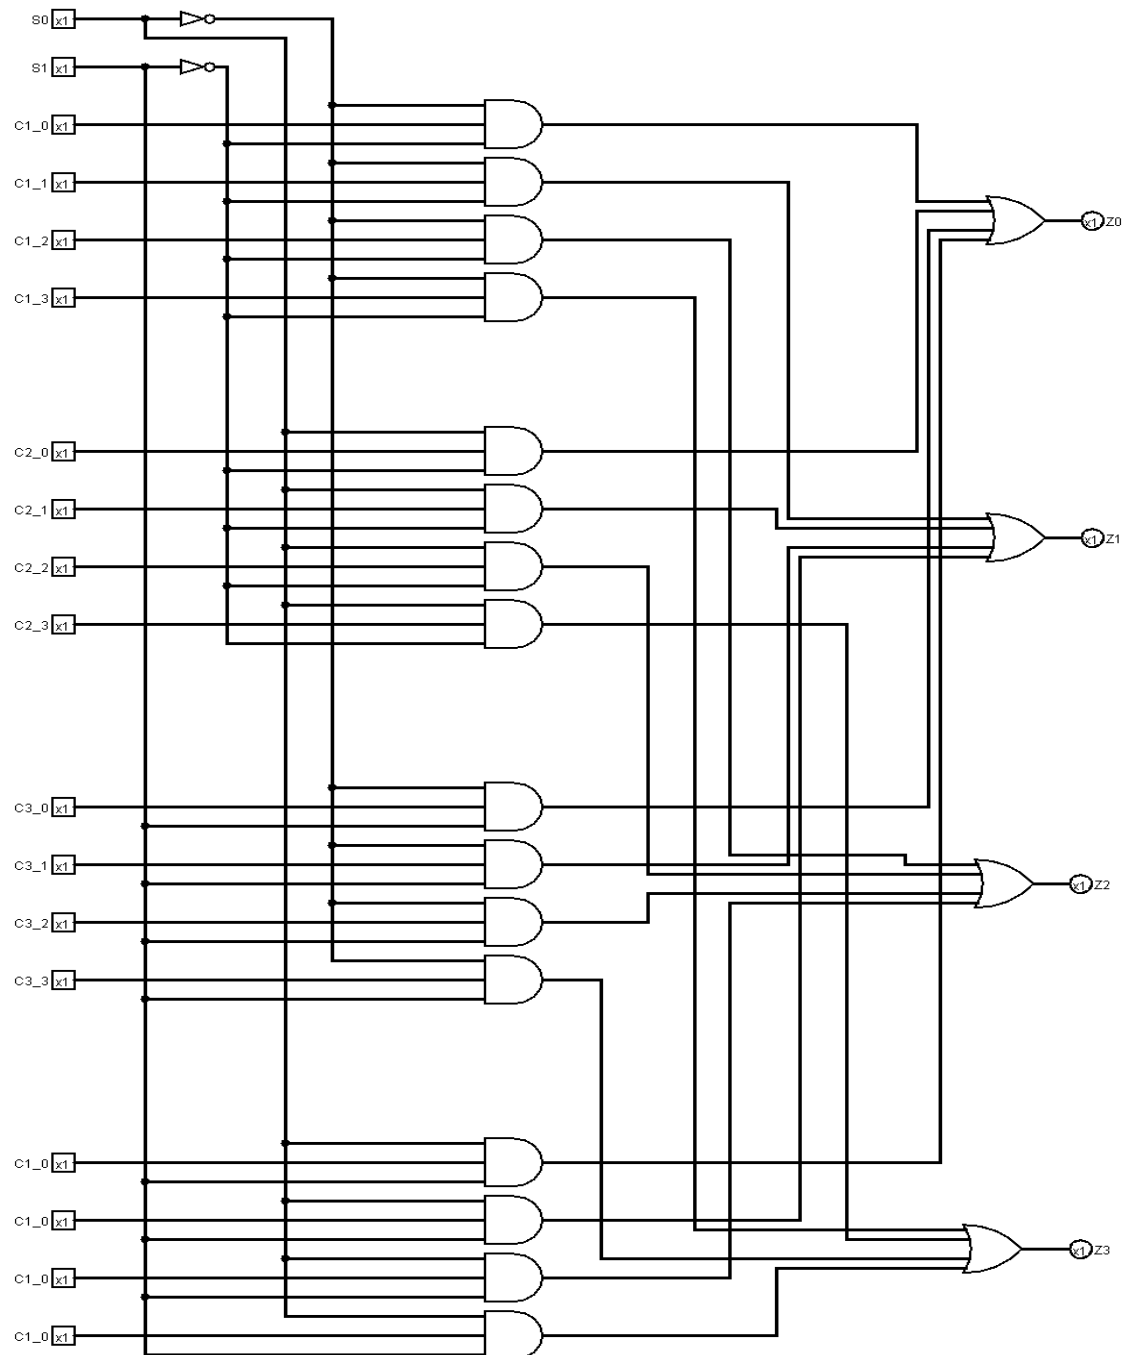 S0 x1
S1 x1
C1_0 x1
C1_1 x1
x1 Z0
C1_2 x1
C1_3 x1
C2_0 x1
C2_1 x1
x1 Z1
C2_2 x1
C2_3 x1
C3_0 x1
C3_1 x1
x1 Z2
C3_2 x1
C3_3 x1
C1_0 x1
C1_0 x1
x1 Z3
C1_0 x1
C1_0 x1